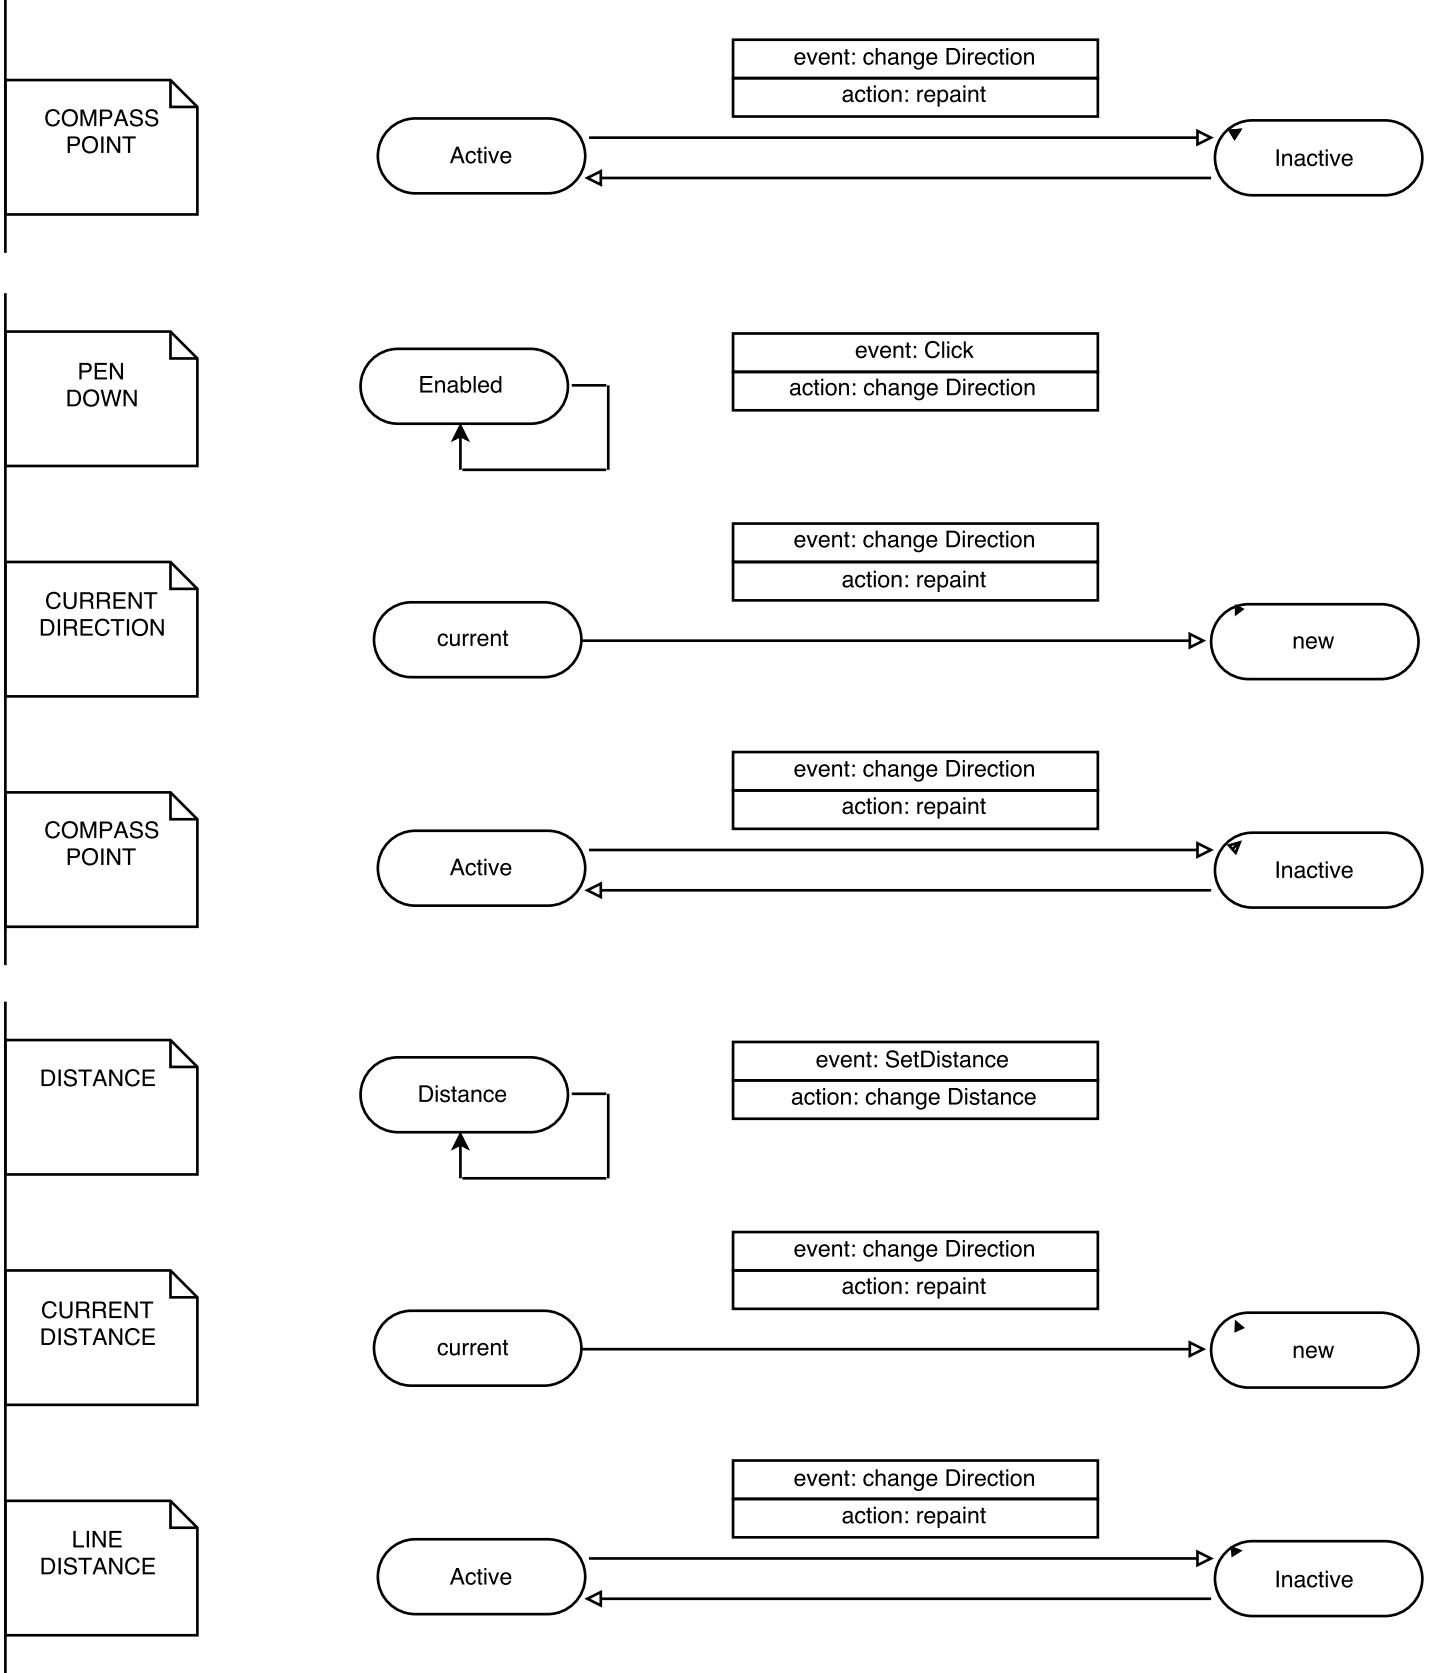 event: change Direction
action: repaint
COMPASS
POINT
Active
Inactive
event: Click
action: change Direction
PEN
DOWN
Enabled
event: change Direction
action: repaint
CURRENT
DIRECTION
current
new
event: change Direction
action: repaint
COMPASS
POINT
Active
Inactive
event: SetDistance
action: change Distance
DISTANCE
Distance
event: change Direction
action: repaint
CURRENT
DISTANCE
current
new
event: change Direction
action: repaint
LINE
DISTANCE
Active
Inactive